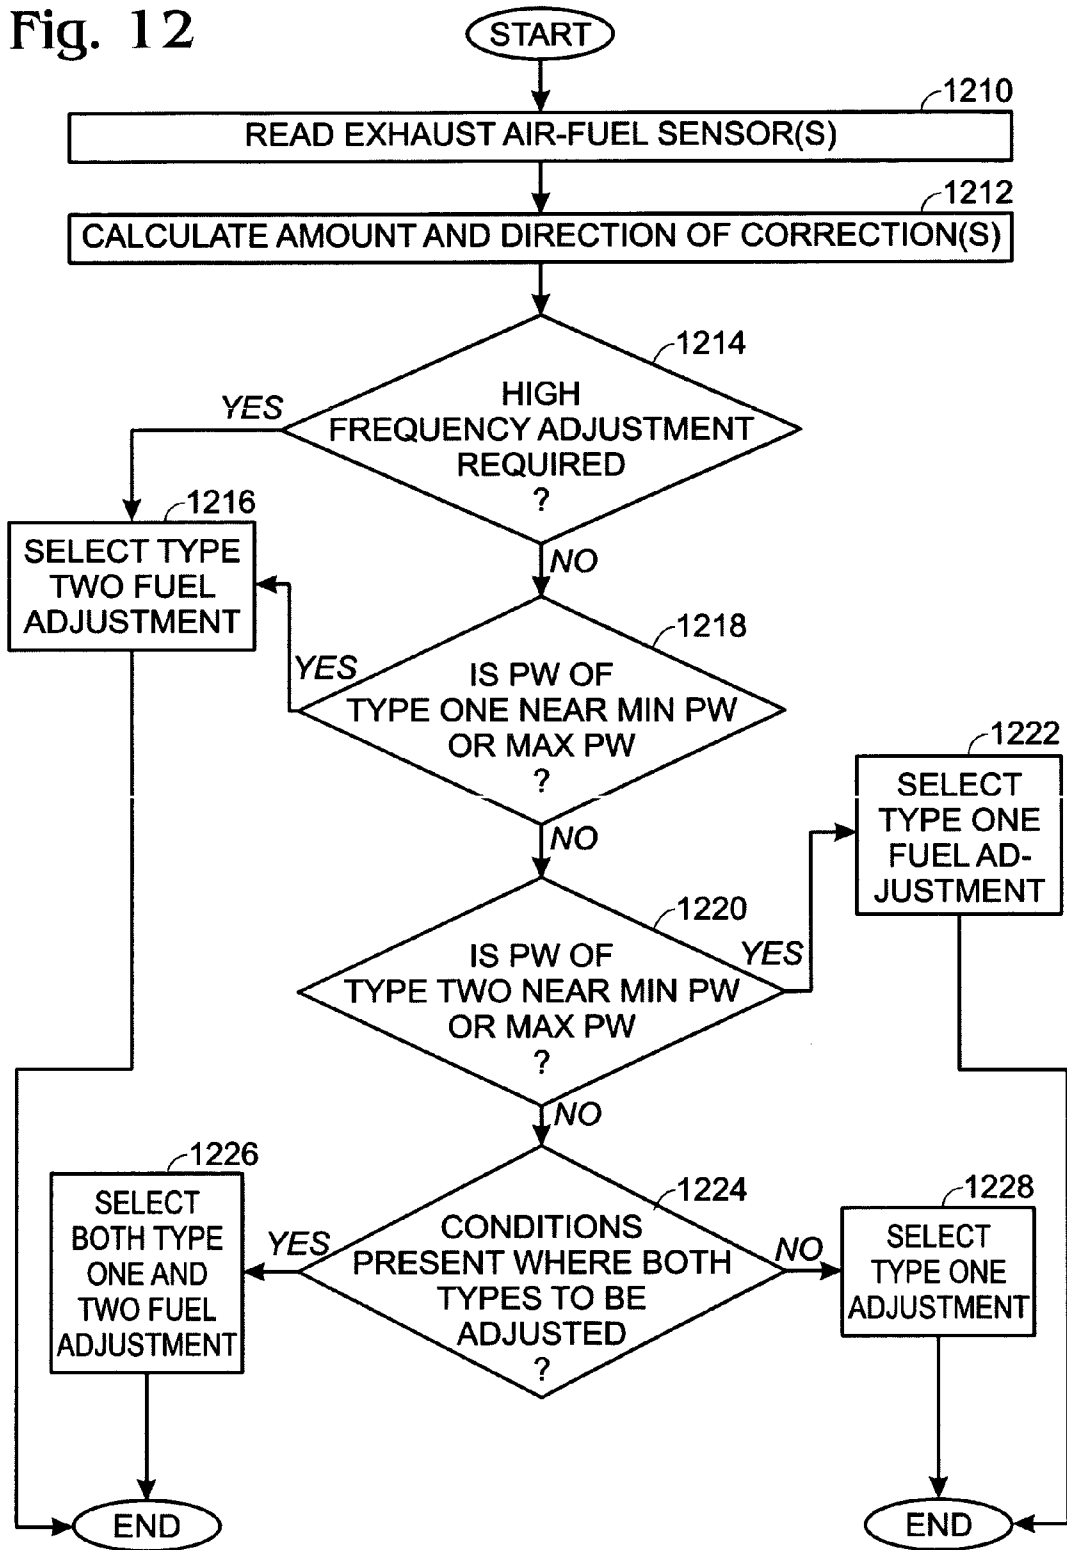 Fig. 12
START
1210
READ EXHAUST AIR-FUEL SENSOR(S)
1212
CALCULATE AMOUNT AND DIRECTION OF CORRECTION(S)
1214
HIGH
FREQUENCY ADJUSTMENT
REQUIRED
?
YES
NO
1216
SELECT TYPE
TWO FUEL
ADJUSTMENT
1218
IS PW OF
TYPE ONE NEAR MIN PW
OR MAX PW
?
YES
NO
1222
SELECT
TYPE ONE
FUEL AD-
JUSTMENT
1220
IS PW OF
TYPE TWO NEAR MIN PW
OR MAX PW
?
YES
NO
1226
SELECT
BOTH TYPE
ONE AND
TWO FUEL
ADJUSTMENT
YES
1224
CONDITIONS
PRESENT WHERE BOTH
TYPES TO BE
ADJUSTED
?
NO
1228
SELECT
TYPE ONE
ADJUSTMENT
END
END